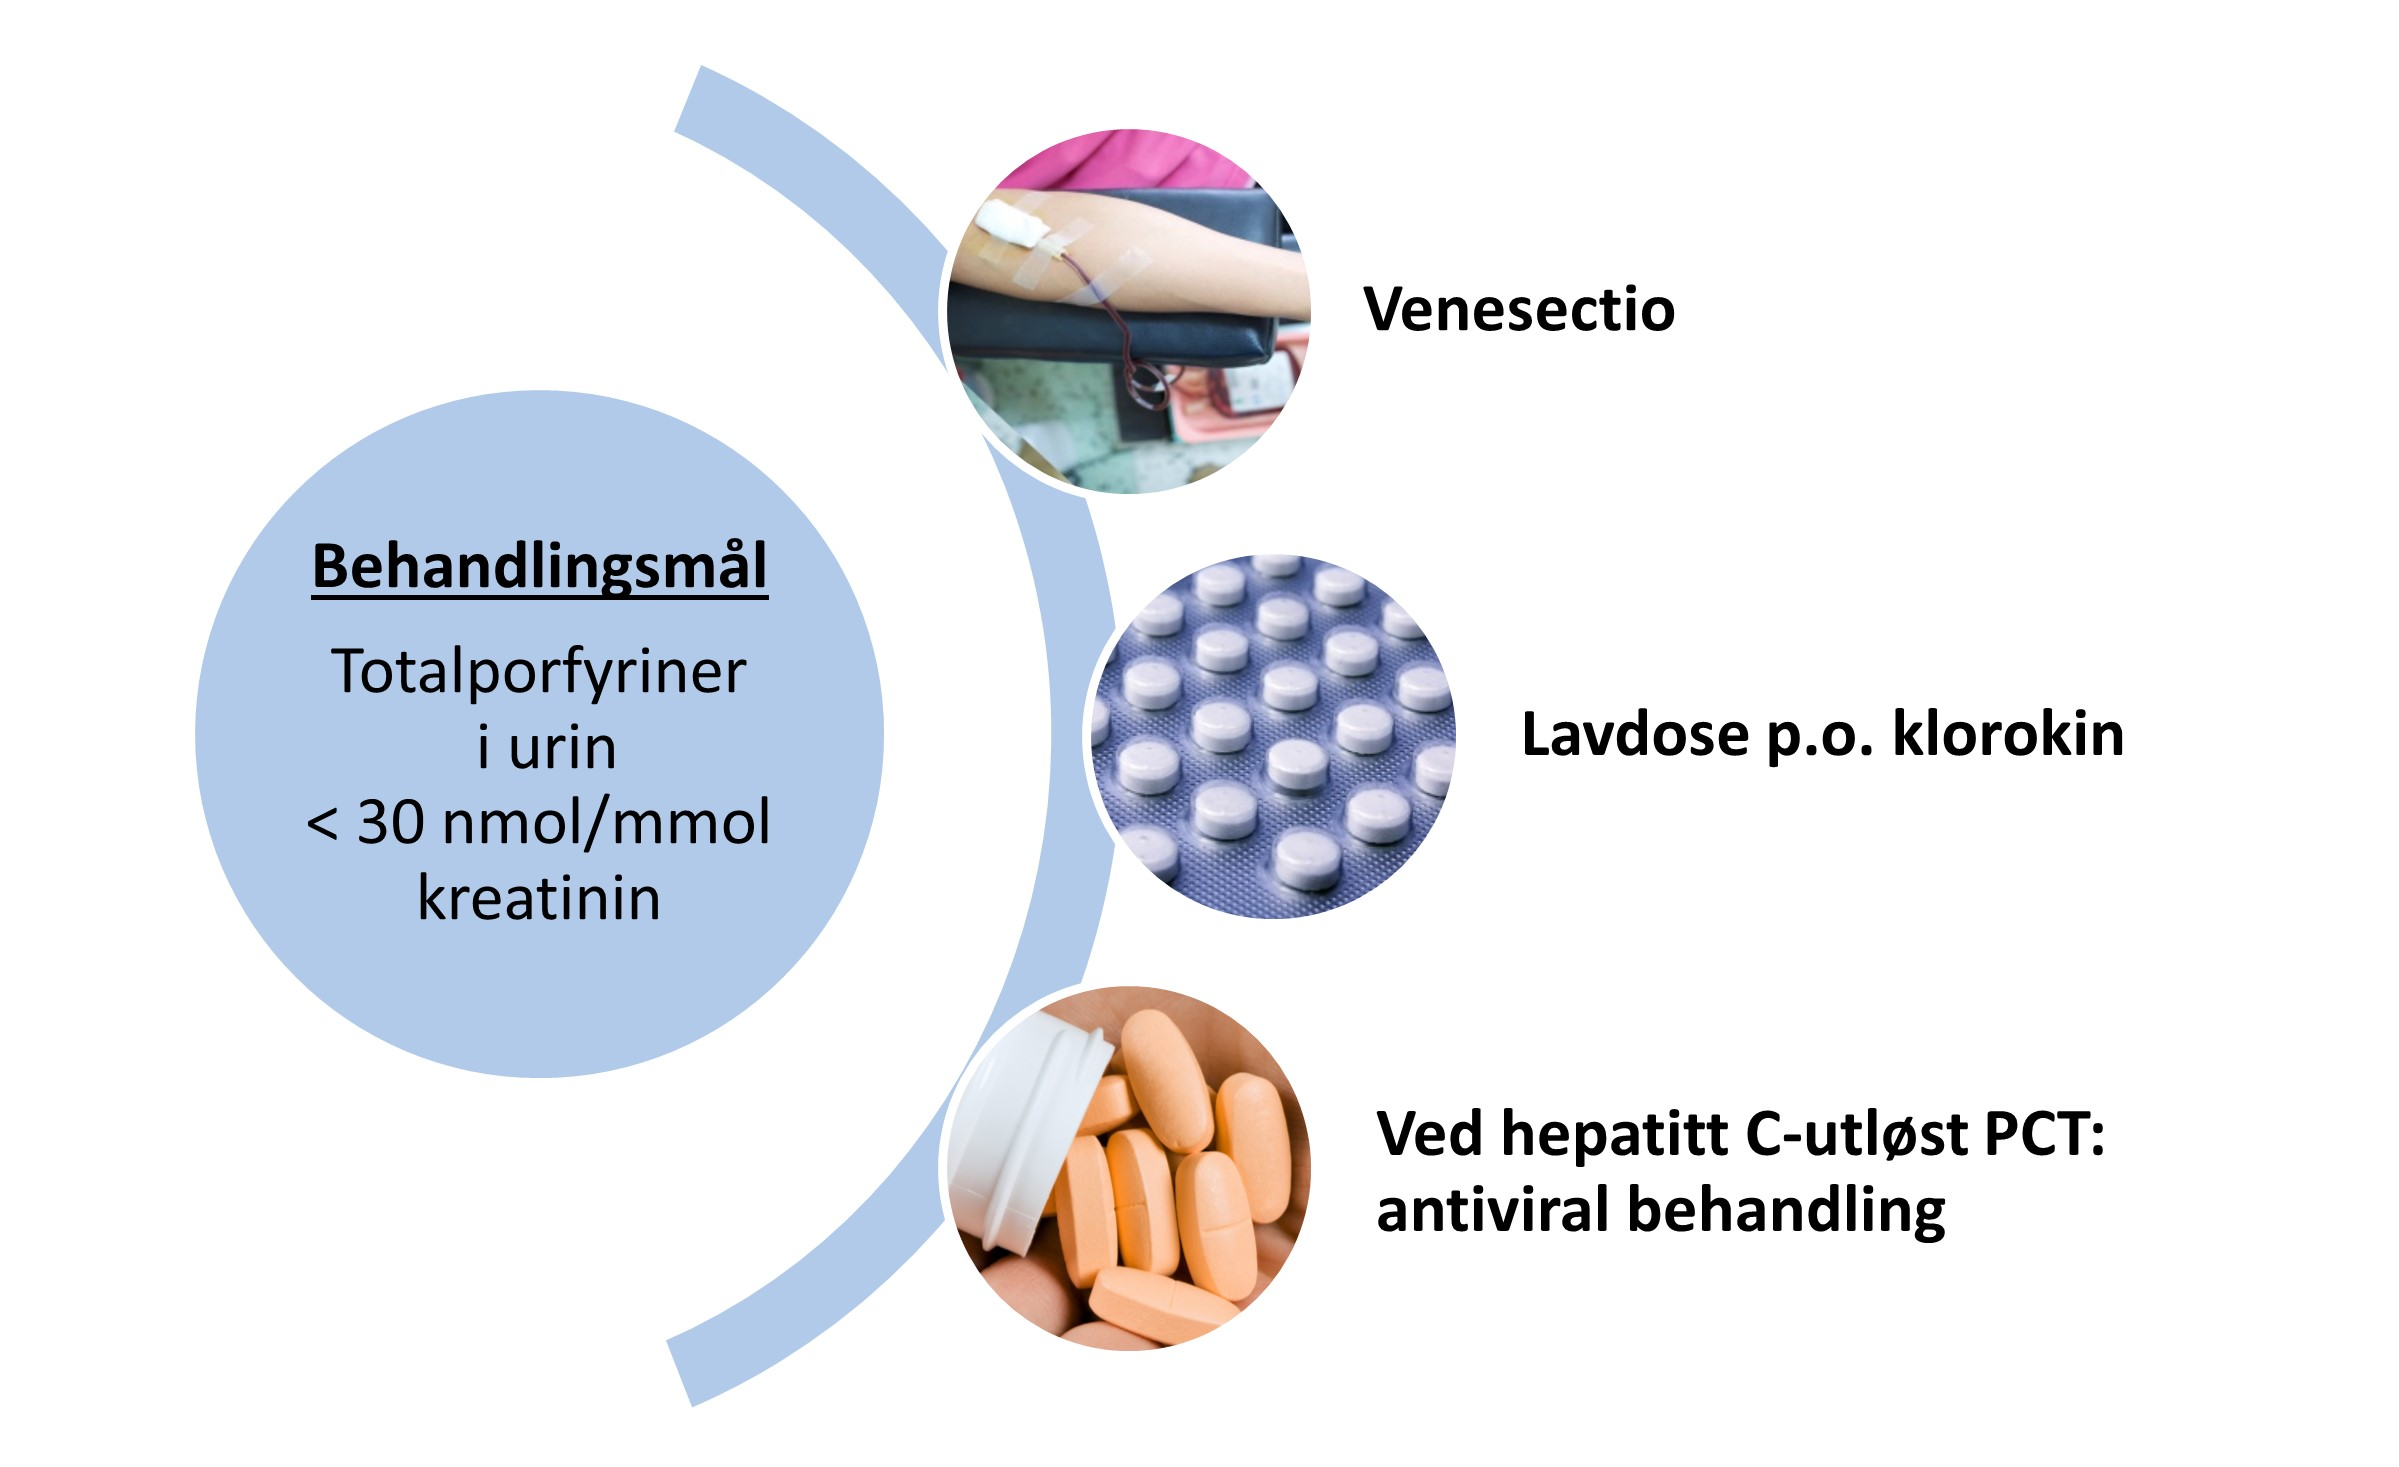 Behandlingsmål
Totalporfyriner
i urin
< 30 nmol/mmol
kreatinin
Venesectio
Lavdose p.o. klorokin
Ved hepatitt C-utløst PCT:
antiviral behandling